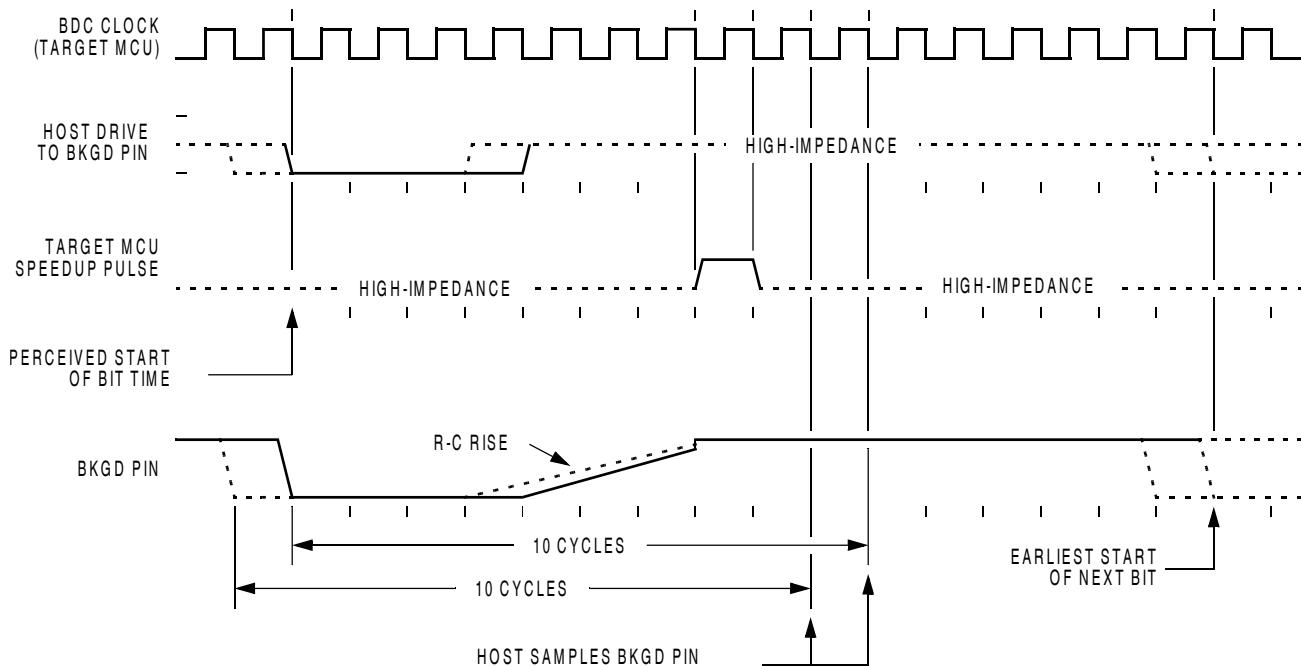 BDC CLOCK
(TARGET MCU)
HOST DRIVE
TO BKGD PIN
HIGH-IMPEDANCE
TARGET MCU
SPEEDUP PULSE
HIGH-IMPEDANCE
HIGH-IMPEDANCE
PERCEIVED START
OF BIT TIME
R-C RISE
BKGD PIN
10 CYCLES
EARLIEST START
OF NEXT BIT
10 CYCLES
HOST SAMPLES BKGD PIN